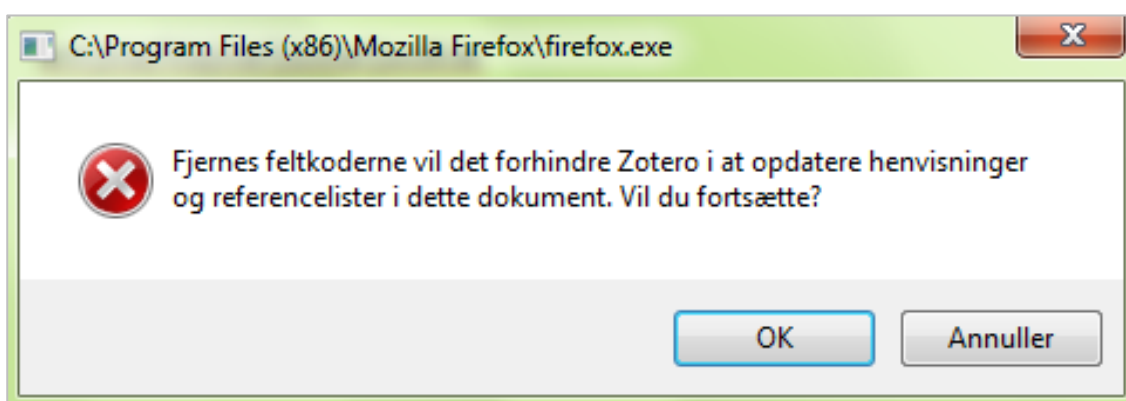 C:\Program Files (x86)\Mozilla Firefox\firefox.exe
Fjernes feltkoderne vil det forhindre Zotero i at opdatere henvisninger
og referencelister i dette dokument. Vil du fortsætte?
OK
Annuller